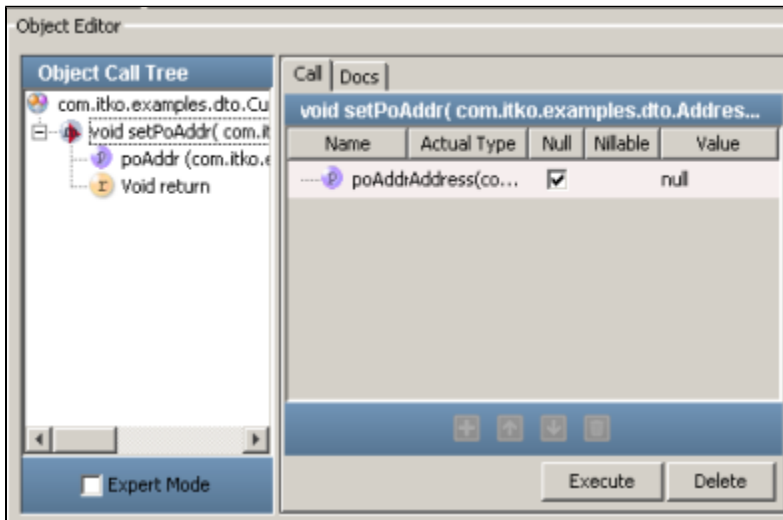 Object Editor
Object Call Tree
com.itko.examples.dto.Cu
void setPoAddr( com.it
poAddr (com.itko.e
Void return
Expert Mode
Call Docs
void setPoAddr( com.itko.examples.dto.Addres...
Name Actual Type Null Nillable Value
poAddrAddress(co... null
Execute Delete